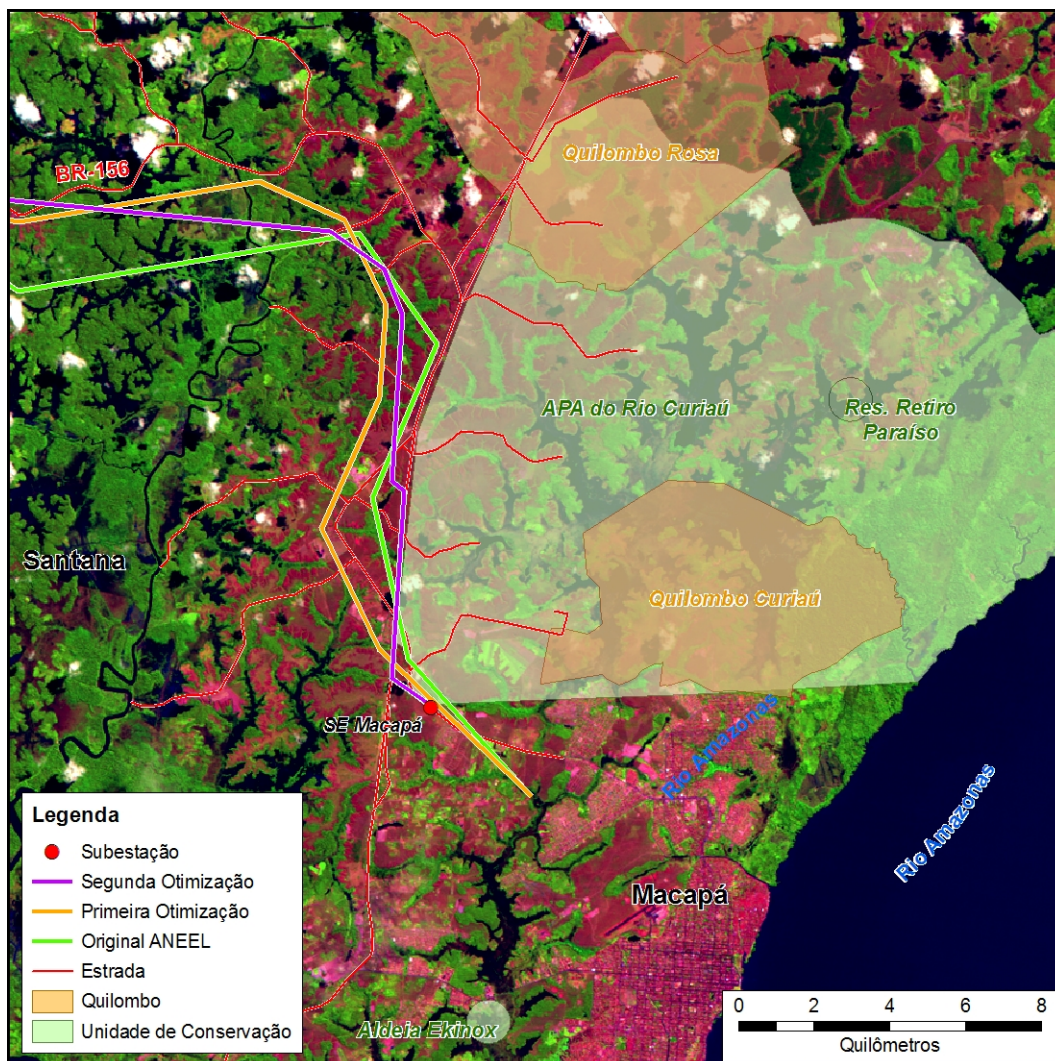 BR-156
Quilombo Rosa
APA do Rio Curiaú
Res. Retiro
Paraíso
Santana
Quilombo Curiaú
SE Macapá
Rio Amazonas
Rio Amazonas
Macapá
Aldeia Ekinox
Legenda
Subestação
Segunda Otimização
Primeira Otimização
Original ANEEL
Estrada
Quilombo
Unidade de Conservação
0 2 4 6 8
Quilômetros